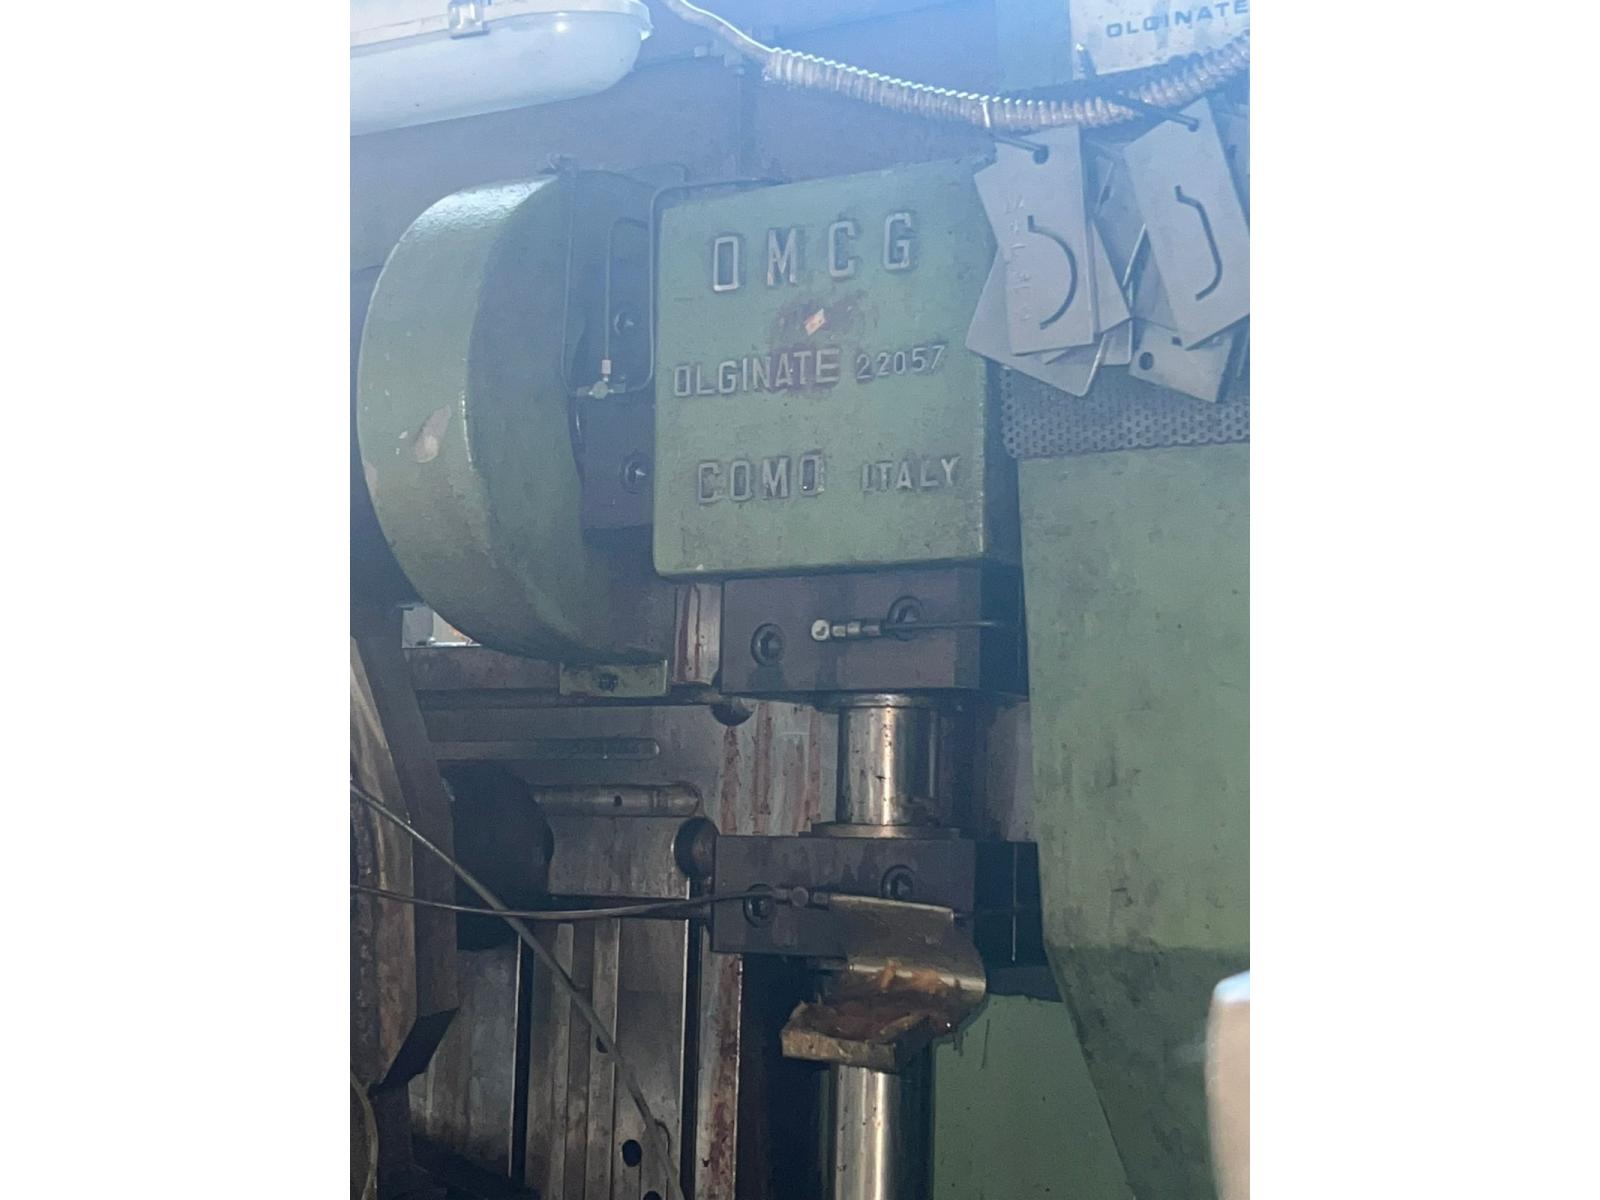 OLGINATE
OMCG
OLGINATE 22057
COMO ITALY